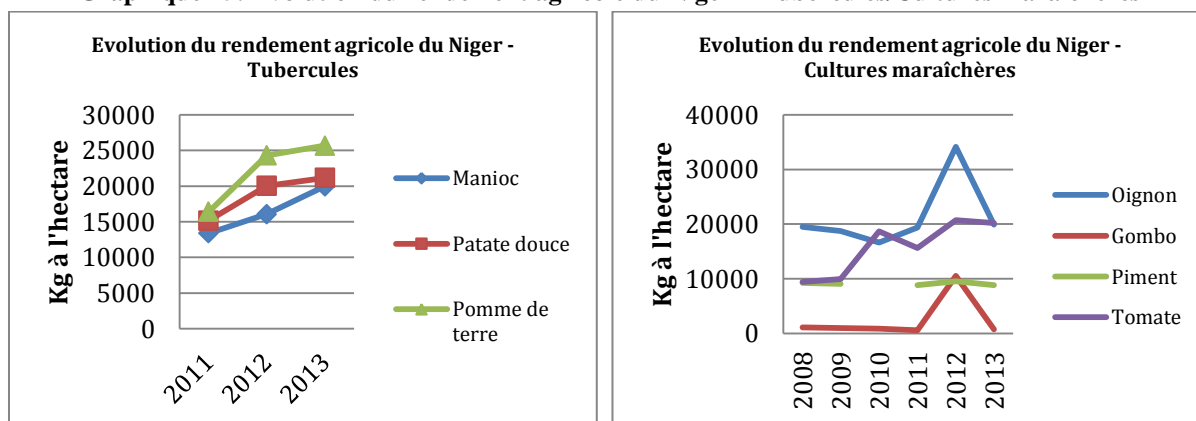 Evolution du rendement agricole du Niger -
Tubercules
Kg à l'hectare
30000
25000
20000
15000
10000
5000
0
2011
2012
2013
Manioc
Patate douce
Pomme de
terre
Evolution du rendement agricole du Niger -
Cultures maraîchères
Kg à l'hectare
40000
30000
20000
10000
0
2008
2009
2010
2011
2012
2013
Oignon
Gombo
Piment
Tomate